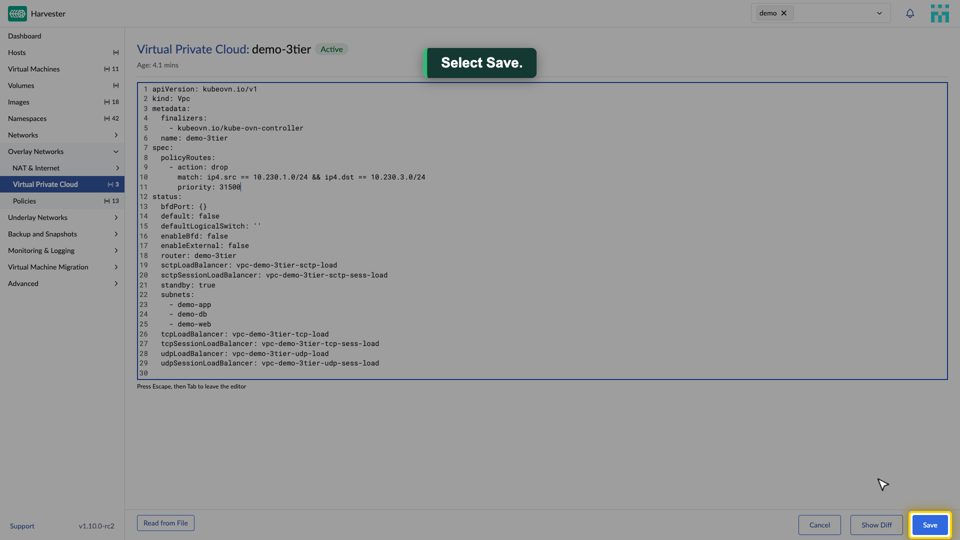 Harvester
demo
Dashboard
Hosts
Virtual Machines 11
Volumes
Images 18
Namespaces 42
Networks
Overlay Networks
NAT & Internet
Virtual Private Cloud 3
Policies 13
Underlay Networks
Backup and Snapshots
Monitoring & Logging
Virtual Machine Migration
Advanced
Support v1.10.0-rc2
Virtual Private Cloud: demo-3tier Active
Age: 4.1 mins
Select Save.
1 apiVersion: kubeovn.io/v1
2 kind: Vpc
3 metadata:
4 finalizers:
5 - kubeovn.io/kube-ovn-controller
6 name: demo-3tier
7 spec:
8 policyRoutes:
9 - action: drop
10 match: ip4.src == 10.230.1.0/24 && ip4.dst == 10.230.3.0/24
11 priority: 31500
12 status:
13 bfdPort: {}
14 default: false
15 defaultLogicalSwitch: ''
16 enableBfd: false
17 enableExternal: false
18 router: demo-3tier
19 sctpLoadBalancer: vpc-demo-3tier-sctp-load
20 sctpSessionLoadBalancer: vpc-demo-3tier-sctp-sess-load
21 standby: true
22 subnets:
23 - demo-app
24 - demo-db
25 - demo-web
26 tcpLoadBalancer: vpc-demo-3tier-tcp-load
27 tcpSessionLoadBalancer: vpc-demo-3tier-tcp-sess-load
28 udpLoadBalancer: vpc-demo-3tier-udp-load
29 udpSessionLoadBalancer: vpc-demo-3tier-udp-sess-load
30
Press Escape, then Tab to leave the editor
Read from File
Cancel
Show Diff
Save